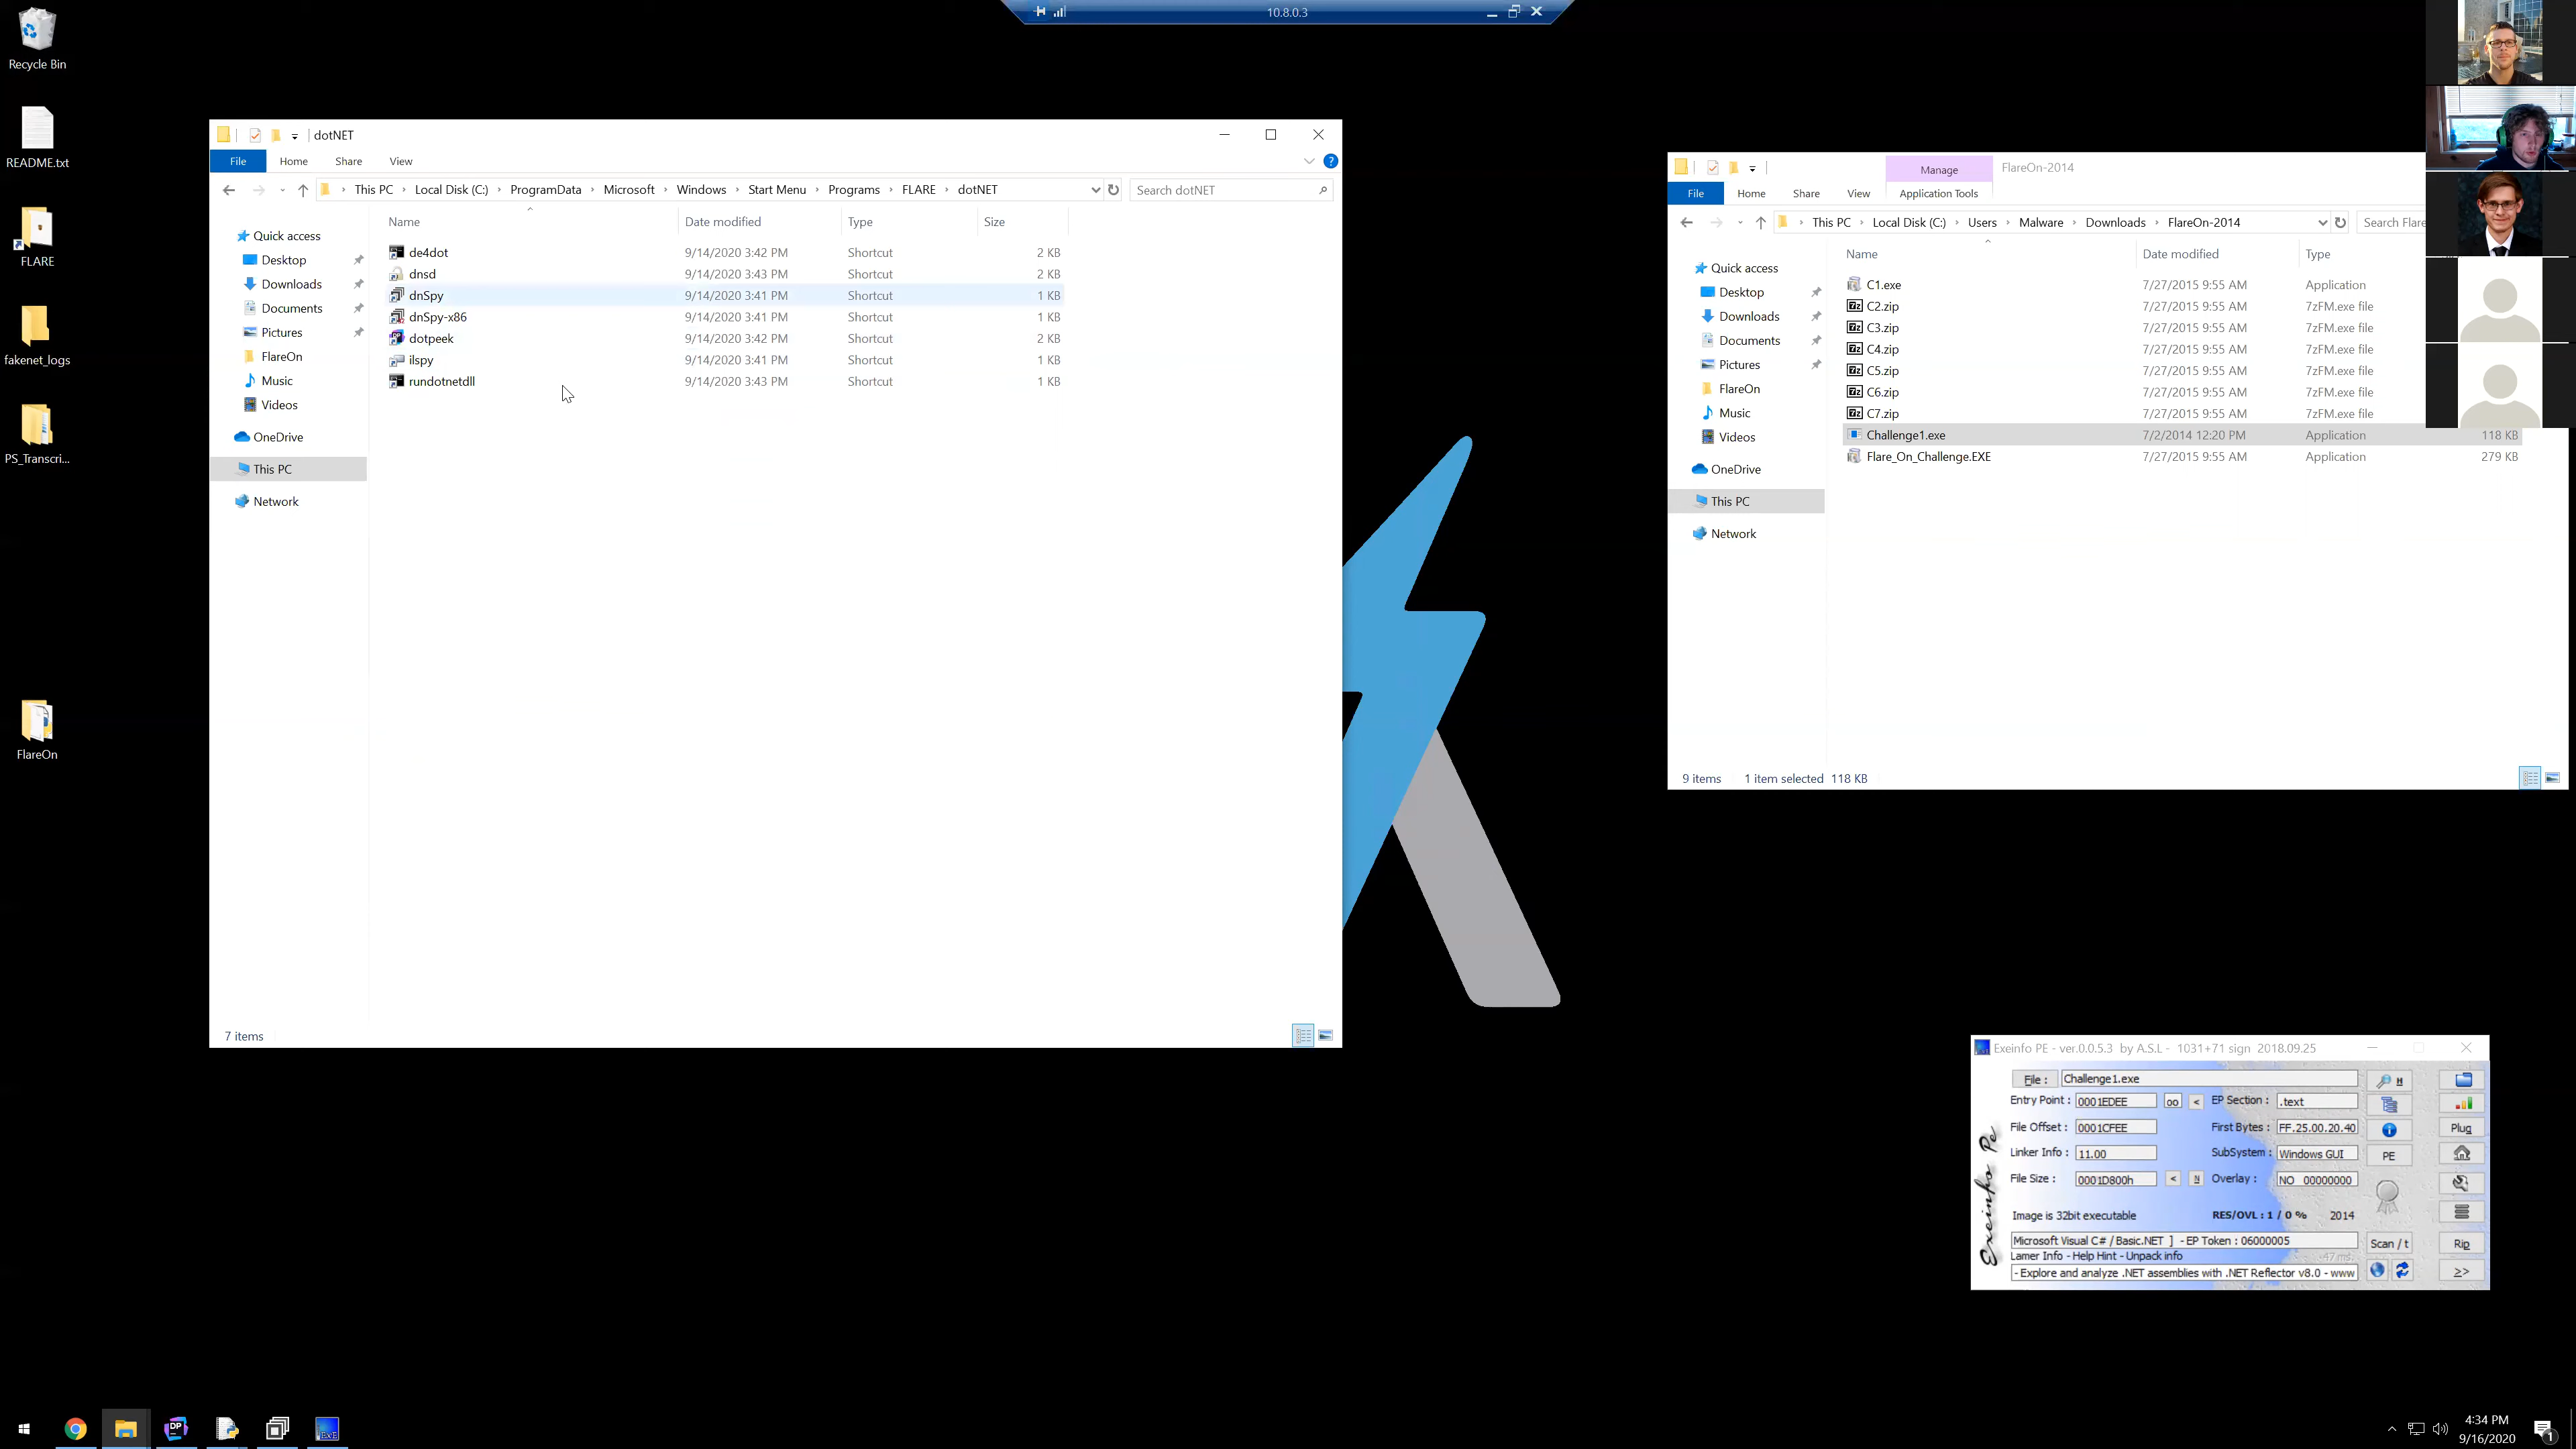 10.8.0.3
Recycle Bin
README.txt
FLARE
fakenet_logs
PS_Transcri...
FlareOn
dotNET
File Home Share View
This PC Local Disk (C:) ProgramData Microsoft Windows Start Menu Programs FLARE dotNET
Search dotNET
Name Date modified Type Size
Quick access
Desktop
Downloads
Documents
Pictures
FlareOn
Music
Videos
OneDrive
This PC
Network
de4dot 9/14/2020 3:42 PM Shortcut 2 KB
dnsd 9/14/2020 3:43 PM Shortcut 2 KB
dnSpy 9/14/2020 3:41 PM Shortcut 1 KB
dnSpy-x86 9/14/2020 3:41 PM Shortcut 1 KB
dotpeek 9/14/2020 3:42 PM Shortcut 2 KB
ilspy 9/14/2020 3:41 PM Shortcut 1 KB
rundotnetdll 9/14/2020 3:43 PM Shortcut 1 KB
7 items
Manage FlareOn-2014
File Home Share View Application Tools
This PC Local Disk (C:) Users Malware Downloads FlareOn-2014
Search Flare
Name Date modified Type
Quick access
Desktop
Downloads
Documents
Pictures
FlareOn
Music
Videos
OneDrive
This PC
Network
C1.exe 7/27/2015 9:55 AM Application
C2.zip 7/27/2015 9:55 AM 7zFM.exe file
C3.zip 7/27/2015 9:55 AM 7zFM.exe file
C4.zip 7/27/2015 9:55 AM 7zFM.exe file
C5.zip 7/27/2015 9:55 AM 7zFM.exe file
C6.zip 7/27/2015 9:55 AM 7zFM.exe file
C7.zip 7/27/2015 9:55 AM 7zFM.exe file
Challenge1.exe 7/2/2014 12:20 PM Application 118 KB
Flare_On_Challenge.EXE 7/27/2015 9:55 AM Application 279 KB
9 items 1 item selected 118 KB
Exeinfo PE - ver.0.0.5.3 by A.S.L - 1031+71 sign 2018.09.25
Exeinfo Pe
File : Challenge1.exe H
Entry Point : 0001EDEE oo < EP Section : .text
File Offset : 0001CFEE First Bytes : FF.25.00.20.40 Plug
Linker Info : 11.00 SubSystem : Windows GUI PE
File Size : 0001D800h < N Overlay : NO 00000000
Image is 32bit executable RES/OVL : 1 / 0 % 2014
Microsoft Visual C# / Basic.NET ] - EP Token : 06000005 Scan / t Rip
Lamer Info - Help Hint - Unpack info 47 ms.
- Explore and analyze .NET assemblies with .NET Reflector v8.0 - www >>
4:34 PM
9/16/2020
1